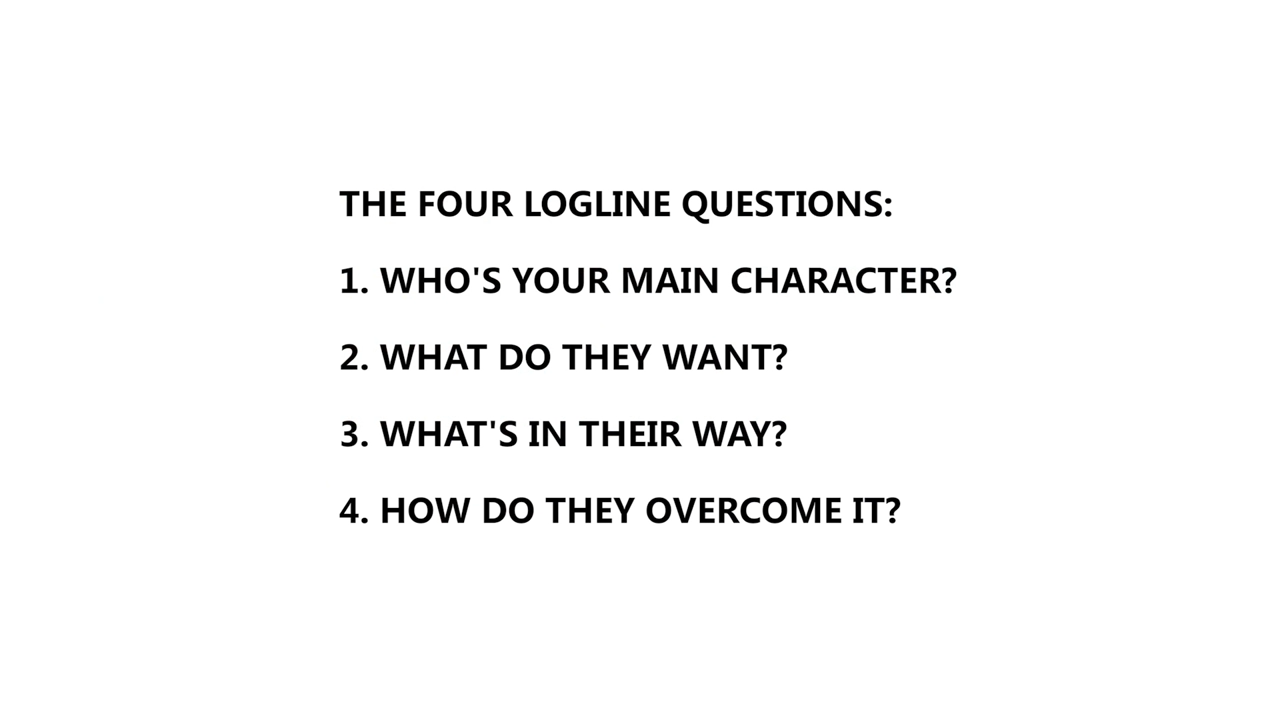 THE FOUR LOGLINE QUESTIONS:
1. WHO'S YOUR MAIN CHARACTER?
2. WHAT DO THEY WANT?
3. WHAT'S IN THEIR WAY?
4. HOW DO THEY OVERCOME IT?